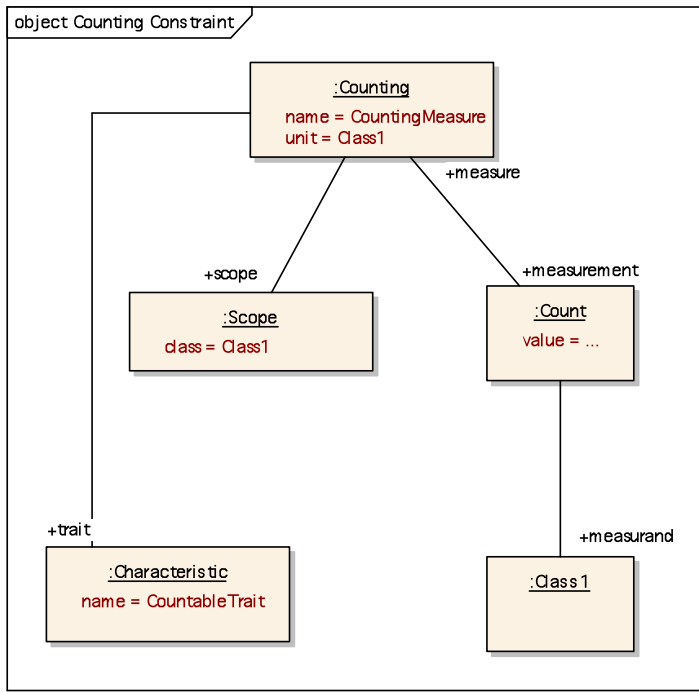 object Counting Constraint
:Counting
name = CountingMeasure
unit = Class1
+measure
+scope
+measurement
:Scope
class = Class1
:Count
value = ...
+trait
+measurand
:Characteristic
name = CountableTrait
:Class1